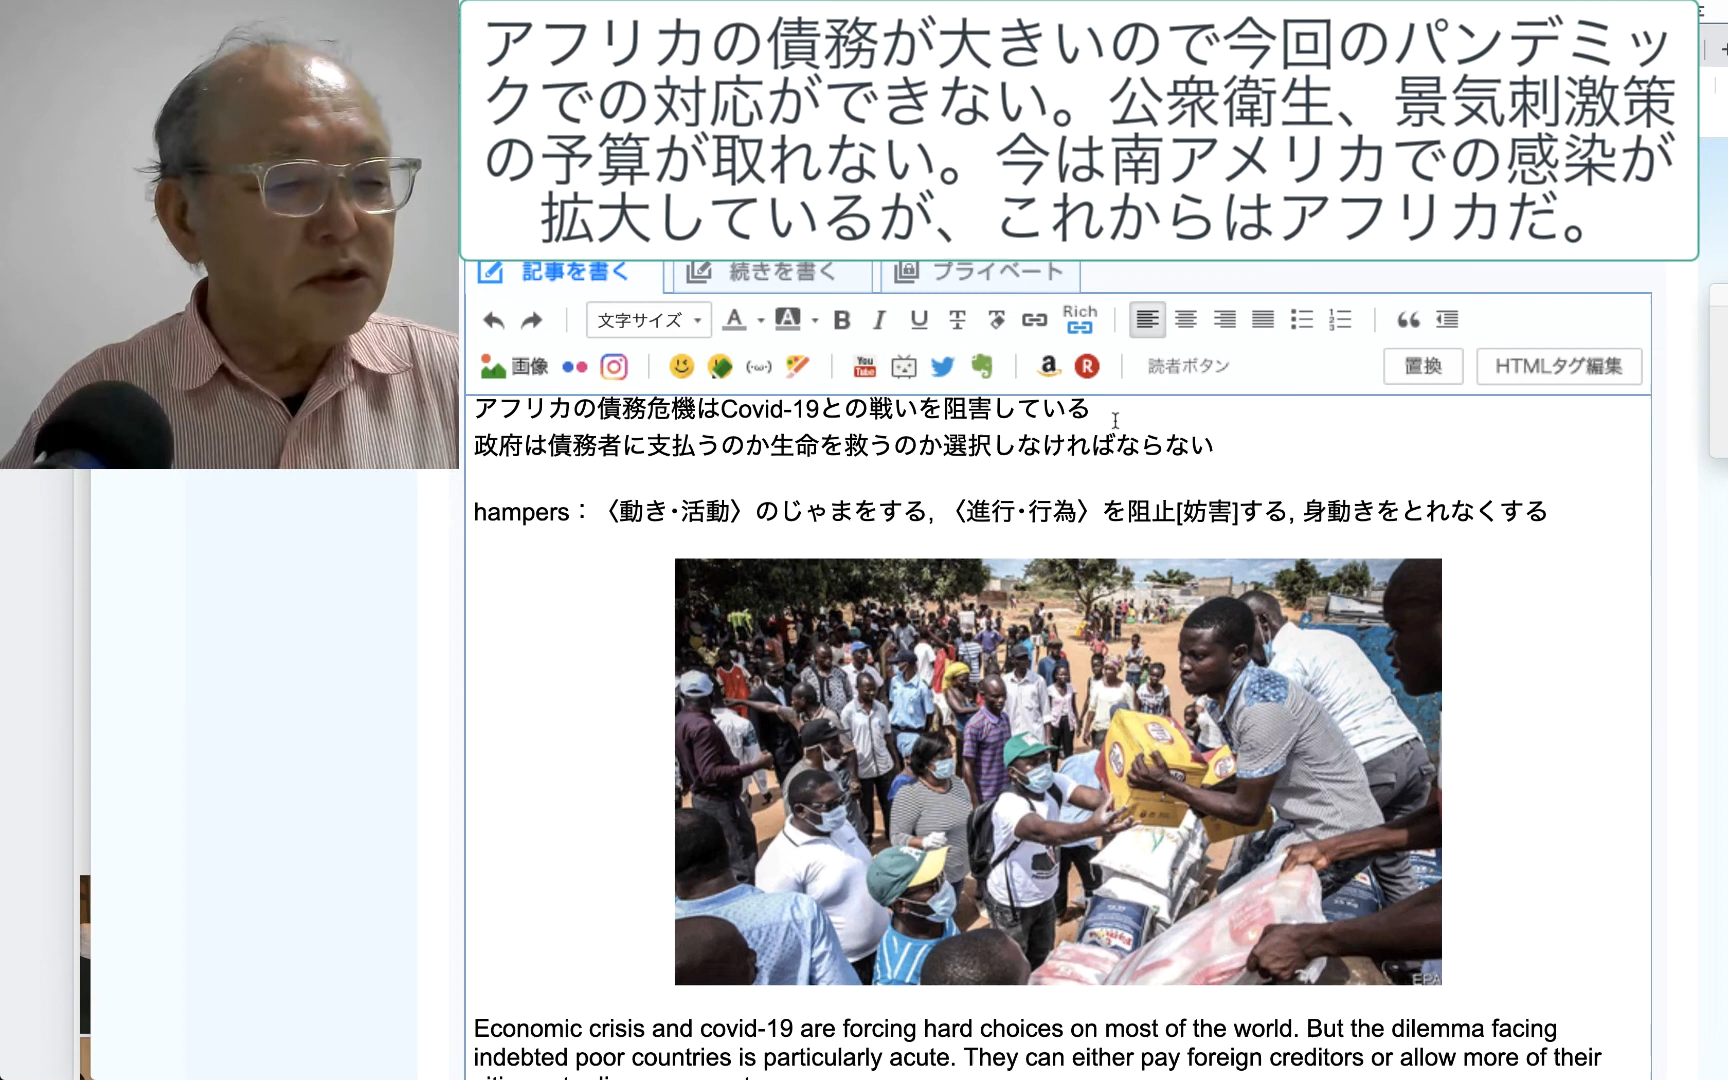 アフリカの債務が大きいので今回のパンデミッ
クでの対応ができない。公衆衛生、景気刺激策
の予算が取れない。今は南アメリカでの感染が
拡大しているが、これからはアフリカだ。
記事を書く 続きを書く プライベート
文字サイズ A A B I U T Rich
画像 You Tube a R 読者ボタン 置換 HTMLタグ編集
アフリカの債務危機はCovid-19との戦いを阻害している
政府は債務者に支払うのか生命を救うのか選択しなければならない
hampers：〈動き･活動〉のじゃまをする, 〈進行･行為〉を阻止[妨害]する, 身動きをとれなくする
EPA
Economic crisis and covid-19 are forcing hard choices on most of the world. But the dilemma facing
indebted poor countries is particularly acute. They can either pay foreign creditors or allow more of their